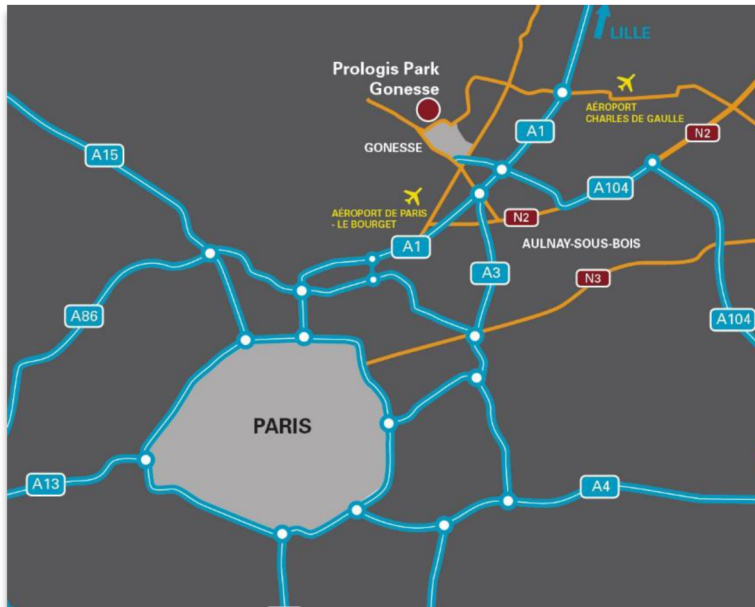 LILLE
Prologis Park
Gonesse
AÉROPORT
CHARLES DE GAULLE
A1
N2
GONESSE
A15
A104
AÉROPORT DE PARIS
- LE BOURGET
N2
A1
AULNAY-SOUS-BOIS
A3
N3
A86
A104
PARIS
A13
A4